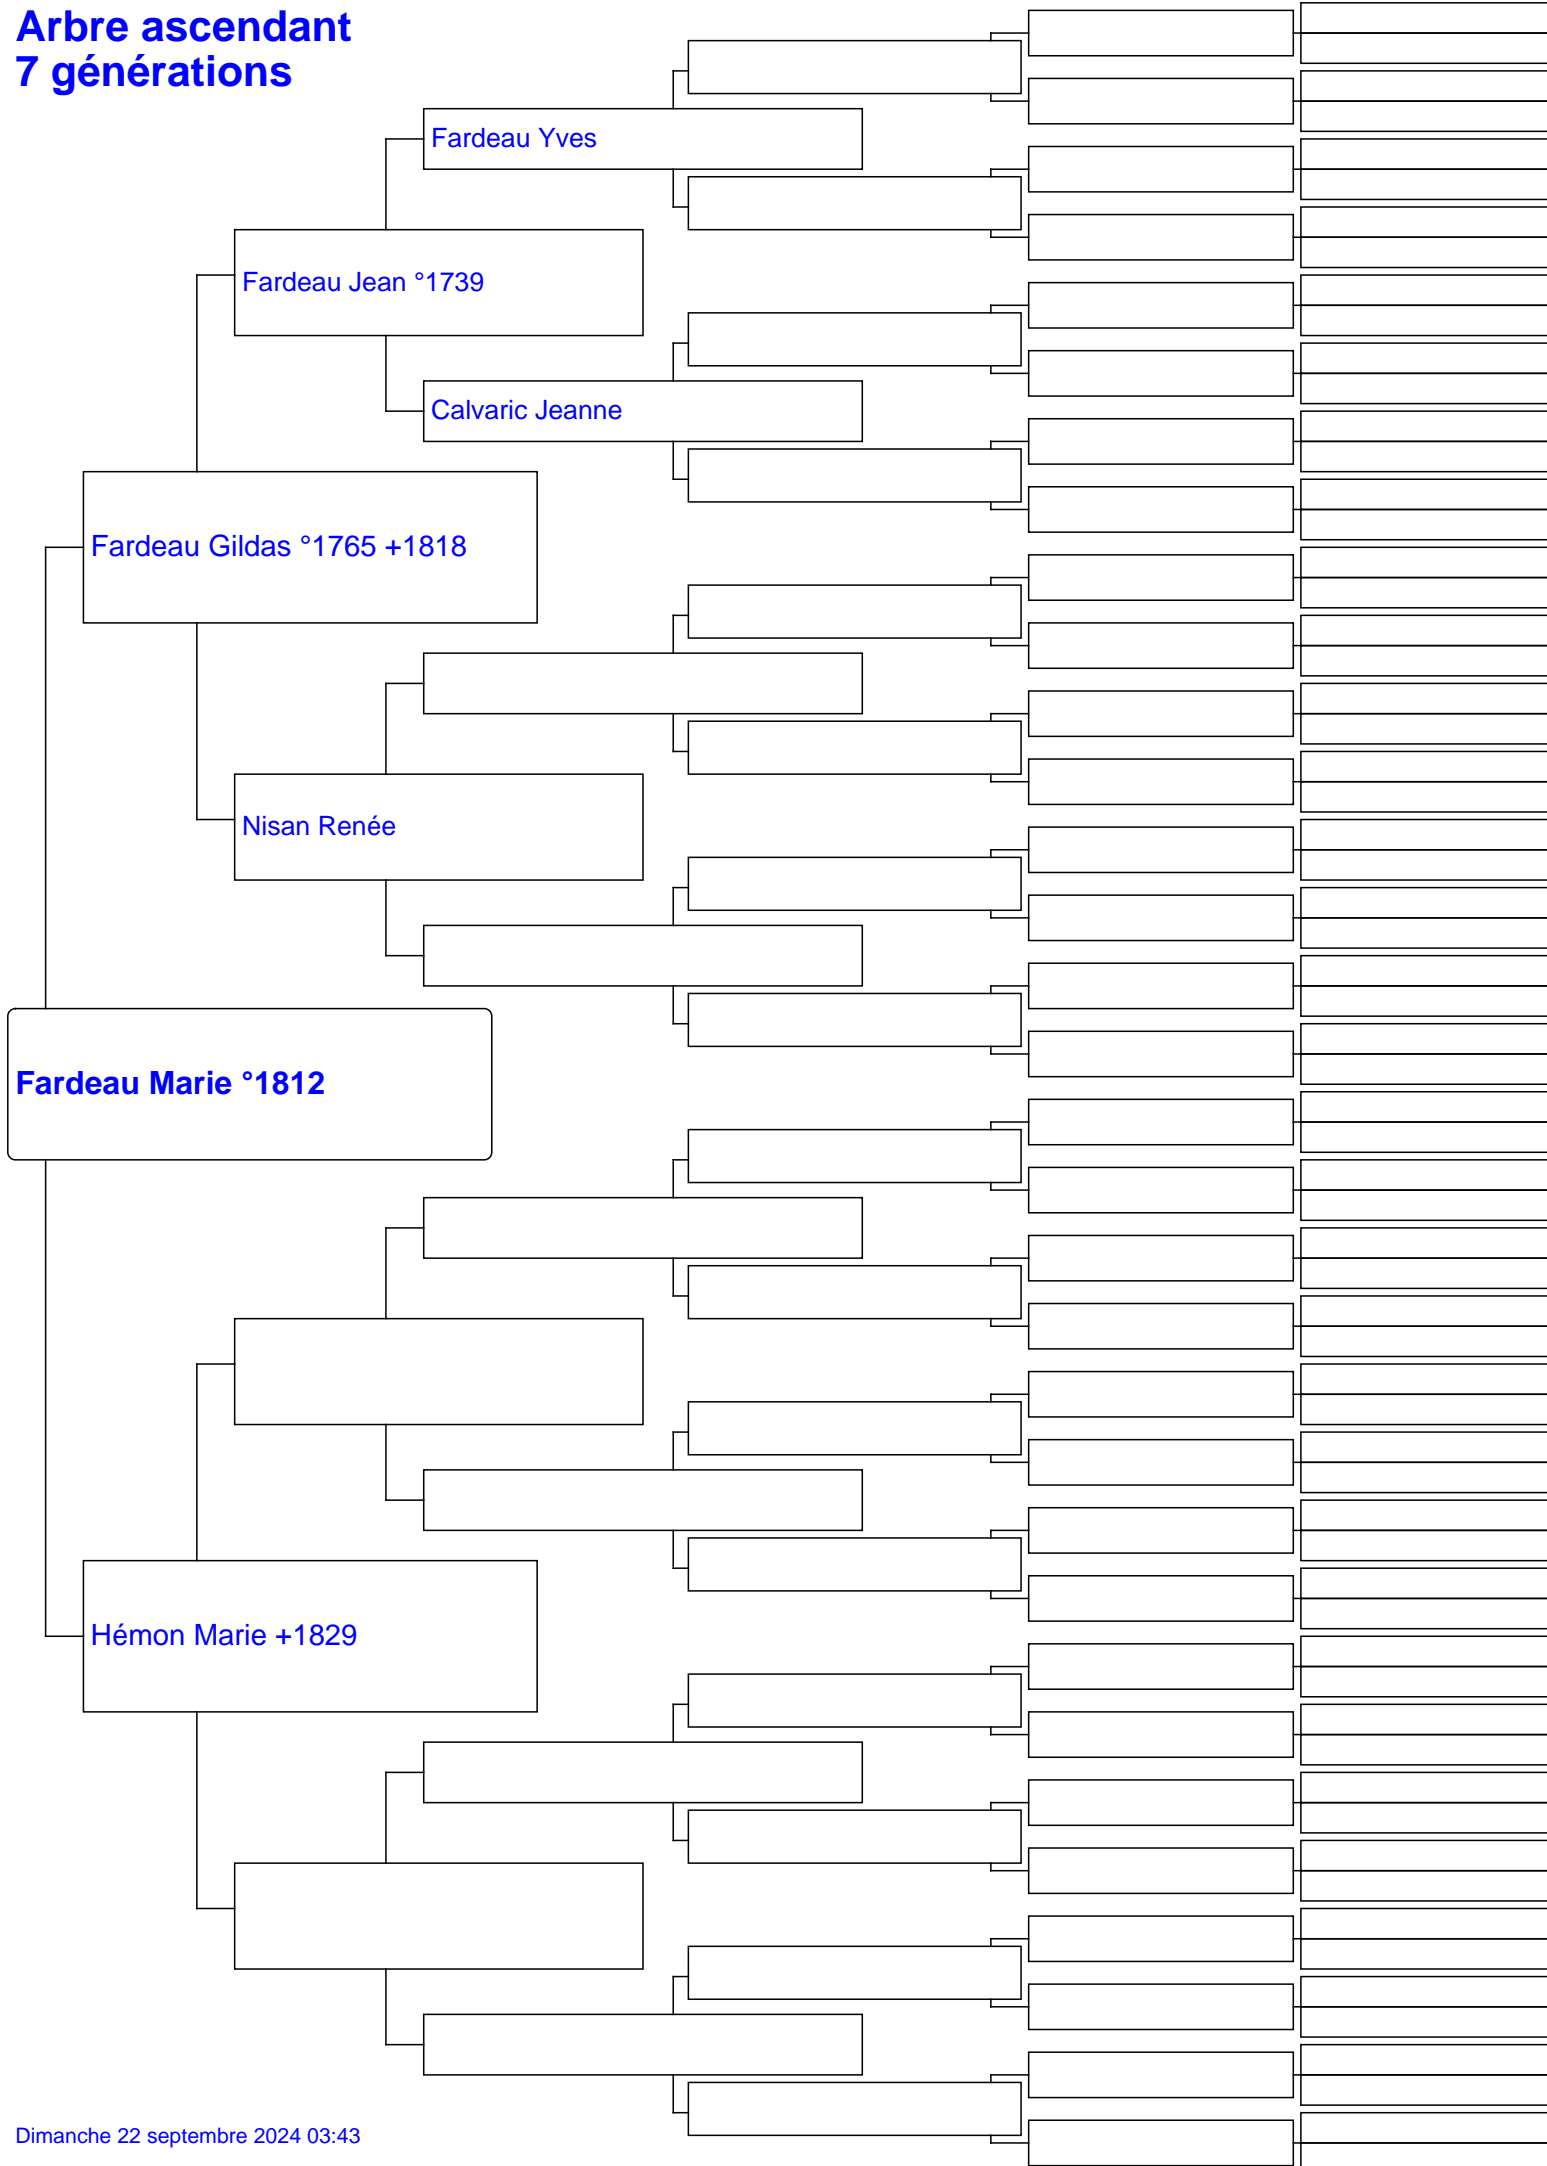 Arbre ascendant
7 générations
Fardeau Yves
Fardeau Jean °1739
Calvaric Jeanne
Fardeau Gildas °1765 +1818
Nisan Renée
Fardeau Marie °1812
Hémon Marie +1829
Dimanche 22 septembre 2024 03:43